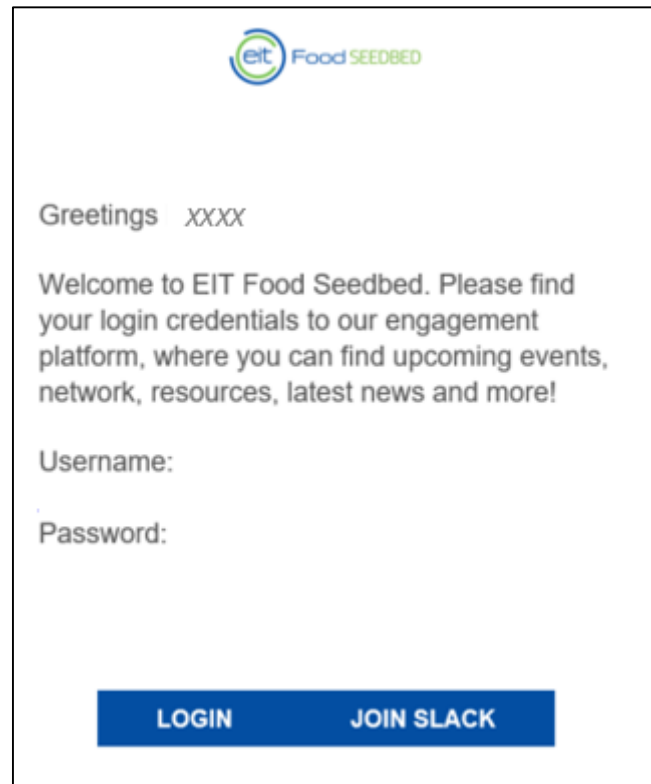 eit Food SEEDBED
Greetings XXXX
Welcome to EIT Food Seedbed. Please find
your login credentials to our engagement
platform, where you can find upcoming events,
network, resources, latest news and more!
Username:
Password:
LOGIN JOIN SLACK